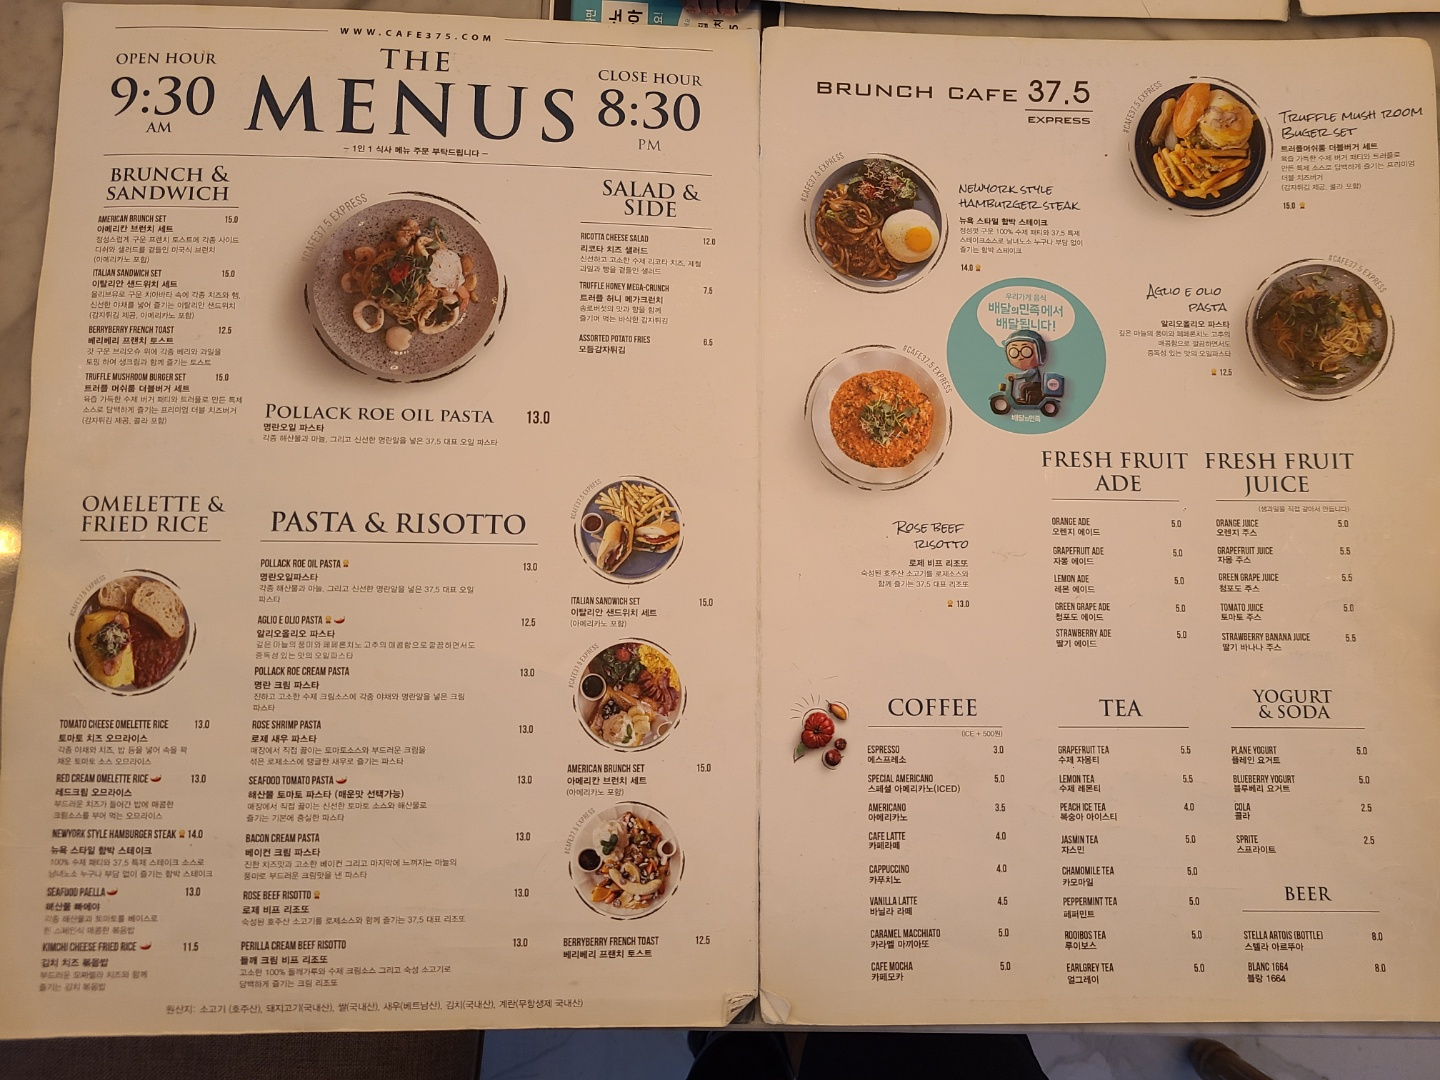 WWW.CAFE375.COM
OPEN HOUR
9:30
AM
THE
MENUS
CLOSE HOUR
8:30
PM
– 1인 1 식사 메뉴 주문 부탁드립니다 –
BRUNCH &
SANDWICH
AMERICAN BRUNCH SET 15.0
아메리칸 브런치 세트
정성스럽게 구운 프랜치 토스트에 각종 사이드
디쉬와 샐러드를 곁들인 미국식 브런치
(아메리카노 포함)
ITALIAN SANDWICH SET 15.0
이탈리안 샌드위치 세트
올리브유로 구운 치아바타 속에 각종 치즈와 햄,
신선한 야채를 넣어 즐기는 이탈리안 샌드위치
(감자튀김 제공, 아메리카노 포함)
BERRYBERRY FRENCH TOAST 12.5
베리베리 프랜치 토스트
갓 구운 브리오슈 위에 각종 베리와 과일을
토핑 하여 생크림과 함께 즐기는 토스트
TRUFFLE MUSHROOM BURGER SET 15.0
트러플 머쉬룸 더블버거 세트
육즙 가득한 수제 버거 패티와 트러플로 만든 특제
소스로 담백하게 즐기는 프리미엄 더블 치즈버거
(감자튀김 제공, 콜라 포함)
#CAFE37.5 EXPRESS
POLLACK ROE OIL PASTA 13.0
명란오일 파스타
각종 해산물과 마늘, 그리고 신선한 명란알을 넣은 37.5 대표 오일 파스타
SALAD &
SIDE
RICOTTA CHEESE SALAD 12.0
리코타 치즈 샐러드
신선하고 고소한 수제 리코타 치즈, 제철
과일과 빵을 곁들인 샐러드
TRUFFLE HONEY MEGA-CRUNCH 7.5
트러플 허니 메가크런치
송로버섯의 맛과 향을 함께
즐기며 먹는 바삭한 감자튀김
ASSORTED POTATO FRIES 6.5
모듬감자튀김
OMELETTE &
FRIED RICE
#CAFE37.5 EXPRESS
TOMATO CHEESE OMELETTE RICE 13.0
토마토 치즈 오므라이스
각종 야채와 치즈, 밥 등을 넣어 속을 꽉
채운 토마토 소스 오므라이스
RED CREAM OMELETTE RICE 13.0
레드크림 오므라이스
부드러운 치즈가 들어간 밥에 매콤한
크림소스를 부어 먹는 오므라이스
NEWYORK STYLE HAMBURGER STEAK 14.0
뉴욕 스타일 함박 스테이크
100% 수제 패티와 37.5 특제 스테이크 소스로
남녀노소 누구나 부담 없이 즐기는 함박 스테이크
SEAFOOD PAELLA 13.0
해산물 빠에야
각종 해산물과 토마토를 베이스로
한 스페인식 매콤한 볶음밥
KIMCHI CHEESE FRIED RICE 11.5
김치 치즈 볶음밥
부드러운 모짜렐라 치즈와 함께
즐기는 김치 볶음밥
PASTA & RISOTTO
POLLACK ROE OIL PASTA 13.0
명란오일파스타
각종 해산물과 마늘, 그리고 신선한 명란알을 넣은 37.5 대표 오일
파스타
AGLIO E OLIO PASTA 12.5
알리오올리오 파스타
깊은 마늘의 풍미와 페페론치노 고추의 매콤함으로 깔끔하면서도
중독성 있는 맛의 오일파스타
POLLACK ROE CREAM PASTA 13.0
명란 크림 파스타
진하고 고소한 수제 크림소스에 각종 야채와 명란알을 넣은 크림
파스타
ROSE SHRIMP PASTA 13.0
로제 새우 파스타
매장에서 직접 끓이는 토마토소스와 부드러운 크림을
섞은 로제소스에 탱글한 새우로 즐기는 파스타
SEAFOOD TOMATO PASTA 13.0
해산물 토마토 파스타 (매운맛 선택가능)
매장에서 직접 끓이는 신선한 토마토 소스와 해산물로
즐기는 기본에 충실한 파스타
BACON CREAM PASTA 13.0
베이컨 크림 파스타
진한 치즈맛과 고소한 베이컨 그리고 마지막에 느껴지는 마늘의
풍미로 부드러운 크림맛을 낸 파스타
ROSE BEEF RISOTTO 13.0
로제 비프 리조또
숙성된 호주산 소고기를 로제소스와 함께 즐기는 37.5 대표 리조또
PERILLA CREAM BEEF RISOTTO 13.0
들깨 크림 비프 리조또
고소한 100% 들깨가루와 수제 크림소스 그리고 숙성 소고기로
담백하게 즐기는 크림 리조또
#CAFE37.5 EXPRESS
ITALIAN SANDWICH SET 15.0
이탈리안 샌드위치 세트
(아메리카노 포함)
#CAFE37.5 EXPRESS
AMERICAN BRUNCH SET 15.0
아메리칸 브런치 세트
(아메리카노 포함)
#CAFE37.5 EXPRESS
BERRYBERRY FRENCH TOAST 12.5
베리베리 프랜치 토스트
원산지: 소고기 (호주산), 돼지고기(국내산), 쌀(국내산), 새우(베트남산), 김치(국내산), 계란(무항생제 국내산)
BRUNCH CAFE 37.5
EXPRESS
#CAFE37.5 EXPRESS
NEWYORK STYLE
HAMBURGER STEAK
뉴욕 스타일 함박 스테이크
정성껏 구운 100% 수제 패티와 37.5 특제
스테이크소스로 남녀노소 누구나 부담 없이
즐기는 함박 스테이크
14.0
#CAFE37.5 EXPRESS
TRUFFLE MUSH ROOM
BUGER SET
트러플머쉬룸 더블버거 세트
육즙 가득한 수제 버거 패티와 트러플로
만든 특제 소스로 담백하게 즐기는 프리미엄
더블 치즈버거
(감자튀김 제공, 콜라 포함)
15.0
우리가게 음식
배달의민족에서
배달됩니다!
배달의민족
#CAFE37.5 EXPRESS
AGLIO E OLIO
PASTA
알리오올리오 파스타
깊은 마늘의 풍미와 페페론치노 고추의
매콤함으로 깔끔하면서도
중독성 있는 맛의 오일파스타
12.5
#CAFE37.5 EXPRESS
ROSE BEEF
RISOTTO
로제 비프 리조또
숙성된 호주산 소고기를 로제소스와
함께 즐기는 37.5 대표 리조또
13.0
FRESH FRUIT
ADE
ORANGE ADE 5.0
오렌지 에이드
GRAPEFRUIT ADE 5.0
자몽 에이드
LEMON ADE 5.0
레몬 에이드
GREEN GRAPE ADE 5.0
청포도 에이드
STRAWBERRY ADE 5.0
딸기 에이드
FRESH FRUIT
JUICE
(생과일을 직접 갈아서 만듭니다)
ORANGE JUICE 5.0
오렌지 주스
GRAPEFRUIT JUICE 5.5
자몽 주스
GREEN GRAPE JUICE 5.5
청포도 주스
TOMATO JUICE 5.0
토마토 주스
STRAWBERRY BANANA JUICE 5.5
딸기 바나나 주스
COFFEE
(ICE + 500원)
ESPRESSO 3.0
에스프레소
SPECIAL AMERICANO 5.0
스페셜 아메리카노(ICED)
AMERICANO 3.5
아메리카노
CAFE LATTE 4.0
카페라떼
CAPPUCCINO 4.0
카푸치노
VANILLA LATTE 4.5
바닐라 라떼
CARAMEL MACCHIATO 5.0
카라멜 마끼아또
CAFE MOCHA 5.0
카페모카
TEA
GRAPEFRUIT TEA 5.5
수제 자몽티
LEMON TEA 5.5
수제 레몬티
PEACH ICE TEA 4.0
복숭아 아이스티
JASMIN TEA 5.0
자스민
CHAMOMILE TEA 5.0
카모마일
PEPPERMINT TEA 5.0
페퍼민트
ROOIBOS TEA 5.0
루이보스
EARLGREY TEA 5.0
얼그레이
YOGURT
& SODA
PLANE YOGURT 5.0
플레인 요거트
BLUEBERRY YOGURT 5.0
블루베리 요거트
COLA 2.5
콜라
SPRITE 2.5
스프라이트
BEER
STELLA ARTOIS (BOTTLE) 8.0
스텔라 아르뚜아
BLANC 1664 8.0
블랑 1664